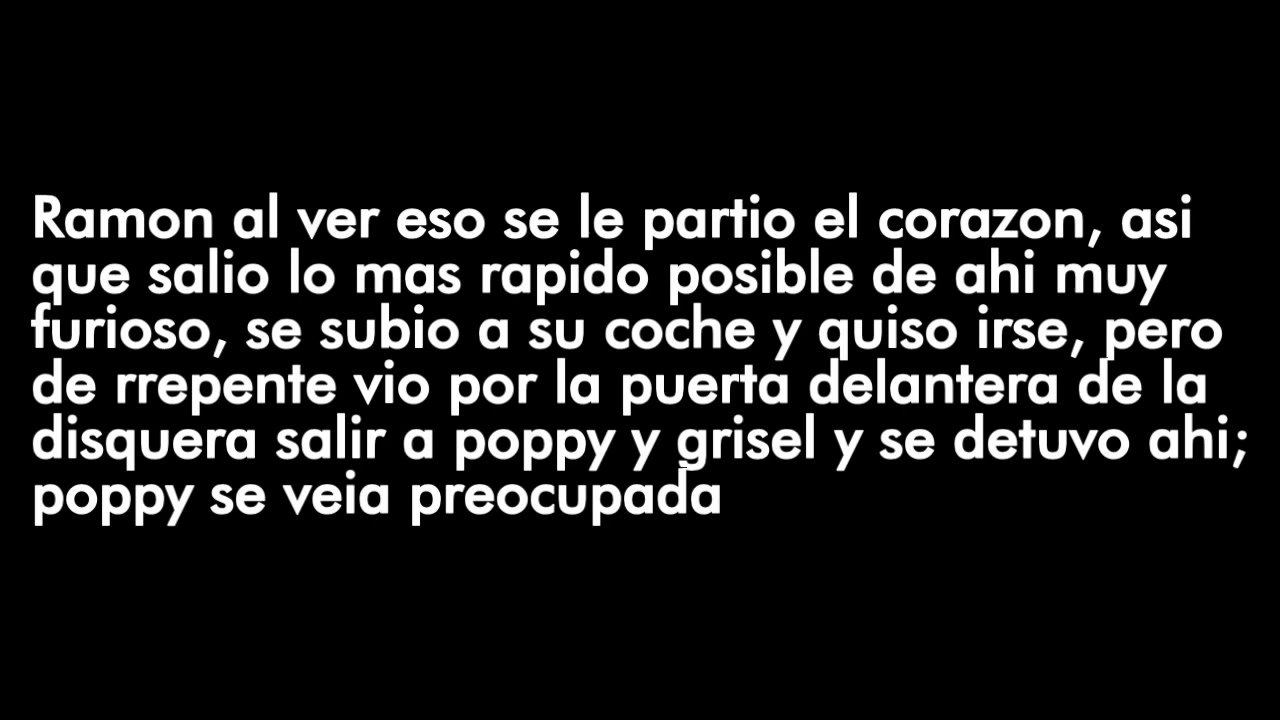 Ramon al ver eso se le partio el corazon, asi
que salio lo mas rapido posible de ahi muy
furioso, se subio a su coche y quiso irse, pero
de rrepente vio por la puerta delantera de la
disquera salir a poppy y grisel y se detuvo ahi;
poppy se veia preocupada